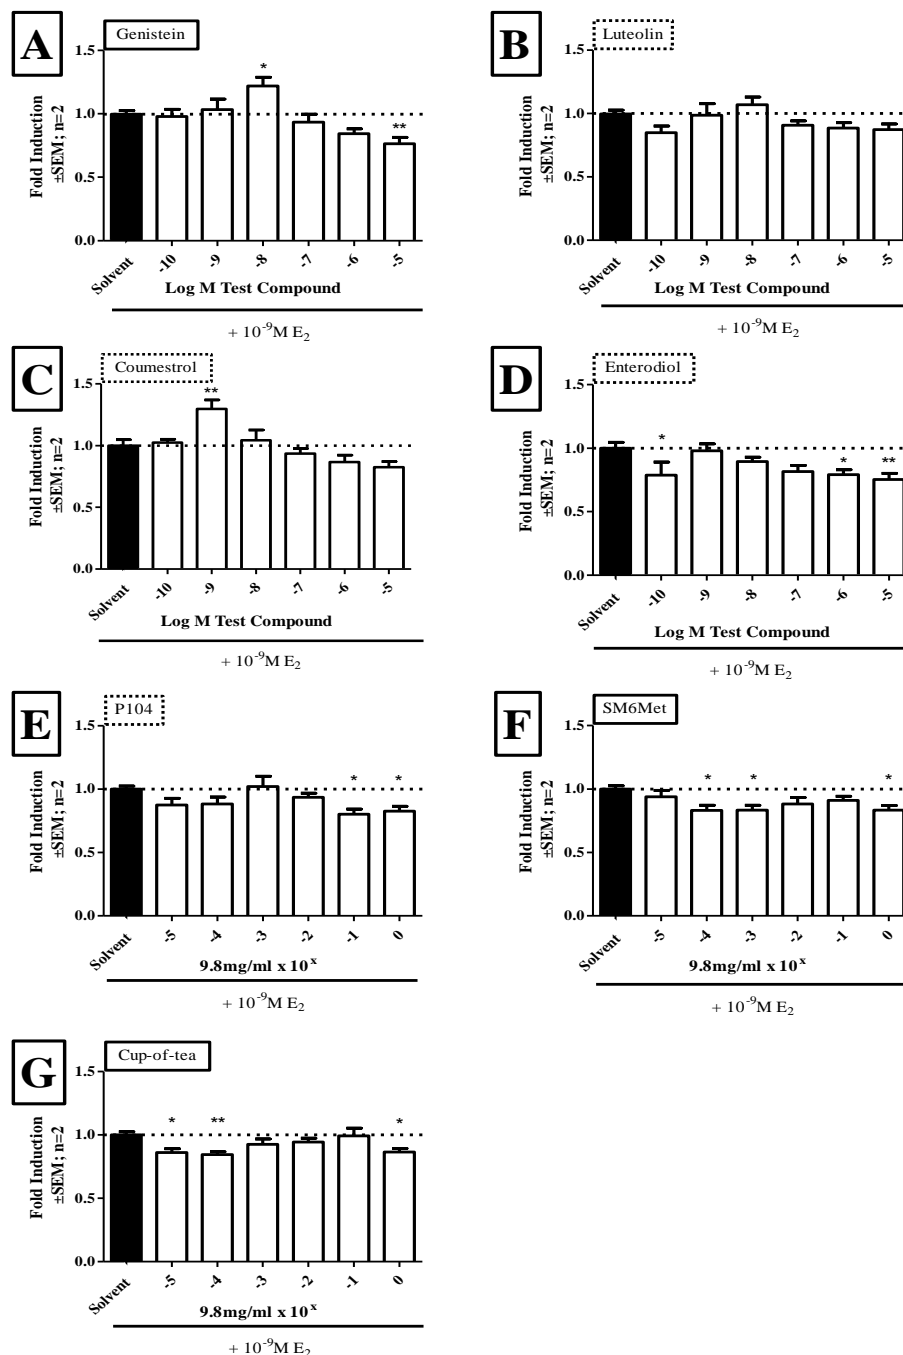 A
Genistein
Fold Induction
±SEM; n=2
1.5
1.0
0.5
0.0
*
**
Solvent
-10
-9
-8
-7
-6
-5
Log M Test Compound
+ 10⁻⁹M E₂
B
Luteolin
Fold Induction
±SEM; n=2
1.5
1.0
0.5
0.0
Solvent
-10
-9
-8
-7
-6
-5
Log M Test Compound
+ 10⁻⁹M E₂
C
Coumestrol
Fold Induction
±SEM; n=2
1.5
1.0
0.5
0.0
**
Solvent
-10
-9
-8
-7
-6
-5
Log M Test Compound
+ 10⁻⁹M E₂
D
Enterodiol
Fold Induction
±SEM; n=2
1.5
1.0
0.5
0.0
*
*
**
Solvent
-10
-9
-8
-7
-6
-5
Log M Test Compound
+ 10⁻⁹M E₂
E
P104
Fold Induction
±SEM; n=2
1.5
1.0
0.5
0.0
*
*
Solvent
-5
-4
-3
-2
-1
0
9.8mg/ml x 10ˣ
+ 10⁻⁹M E₂
F
SM6Met
Fold Induction
±SEM; n=2
1.5
1.0
0.5
0.0
*
*
*
Solvent
-5
-4
-3
-2
-1
0
9.8mg/ml x 10ˣ
+ 10⁻⁹M E₂
G
Cup-of-tea
Fold Induction
±SEM; n=2
1.5
1.0
0.5
0.0
*
**
*
Solvent
-5
-4
-3
-2
-1
0
9.8mg/ml x 10ˣ
+ 10⁻⁹M E₂